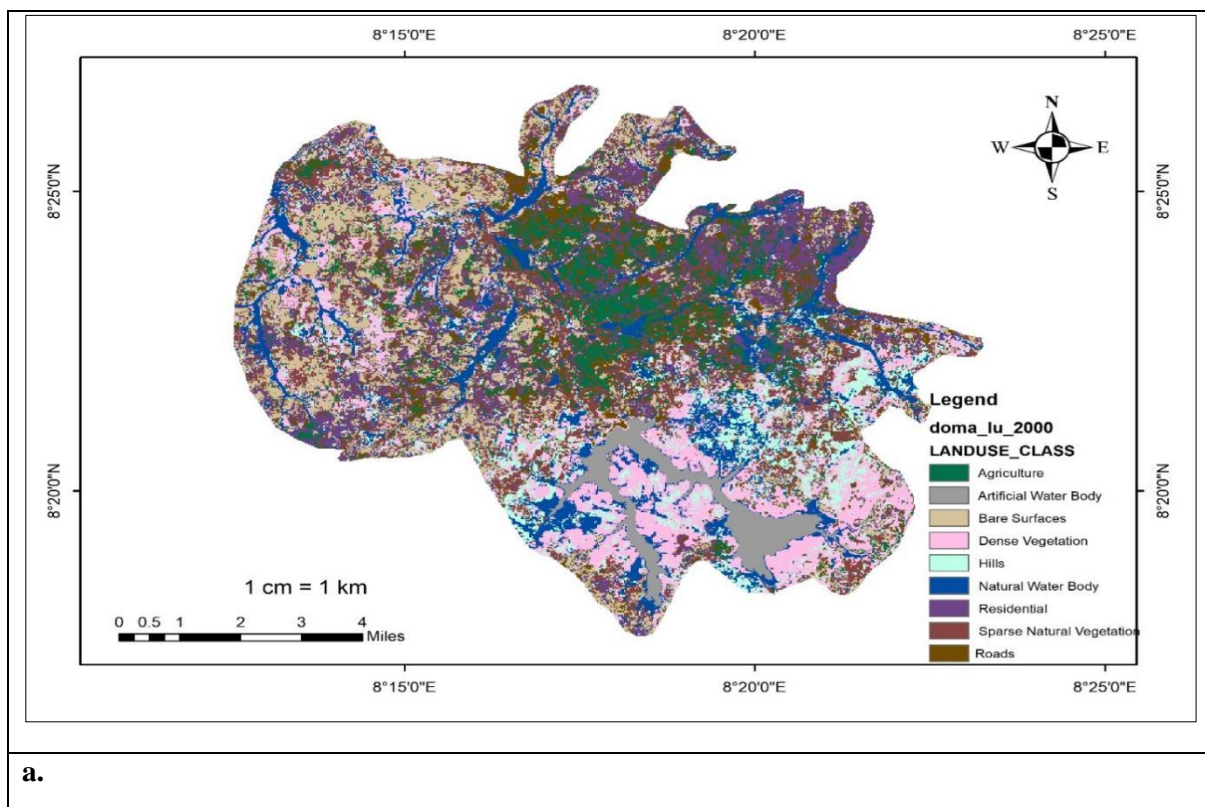 8°15'0"E 8°20'0"E 8°25'0"E
N
W E
S
8°25'0"N 8°25'0"N
8°20'0"N 8°20'0"N
Legend
doma_lu_2000
LANDUSE_CLASS
Agriculture
Artificial Water Body
Bare Surfaces
Dense Vegetation
Hills
Natural Water Body
Residential
Sparse Natural Vegetation
Roads
1 cm = 1 km
0 0.5 1 2 3 4
Miles
8°15'0"E 8°20'0"E 8°25'0"E
a.